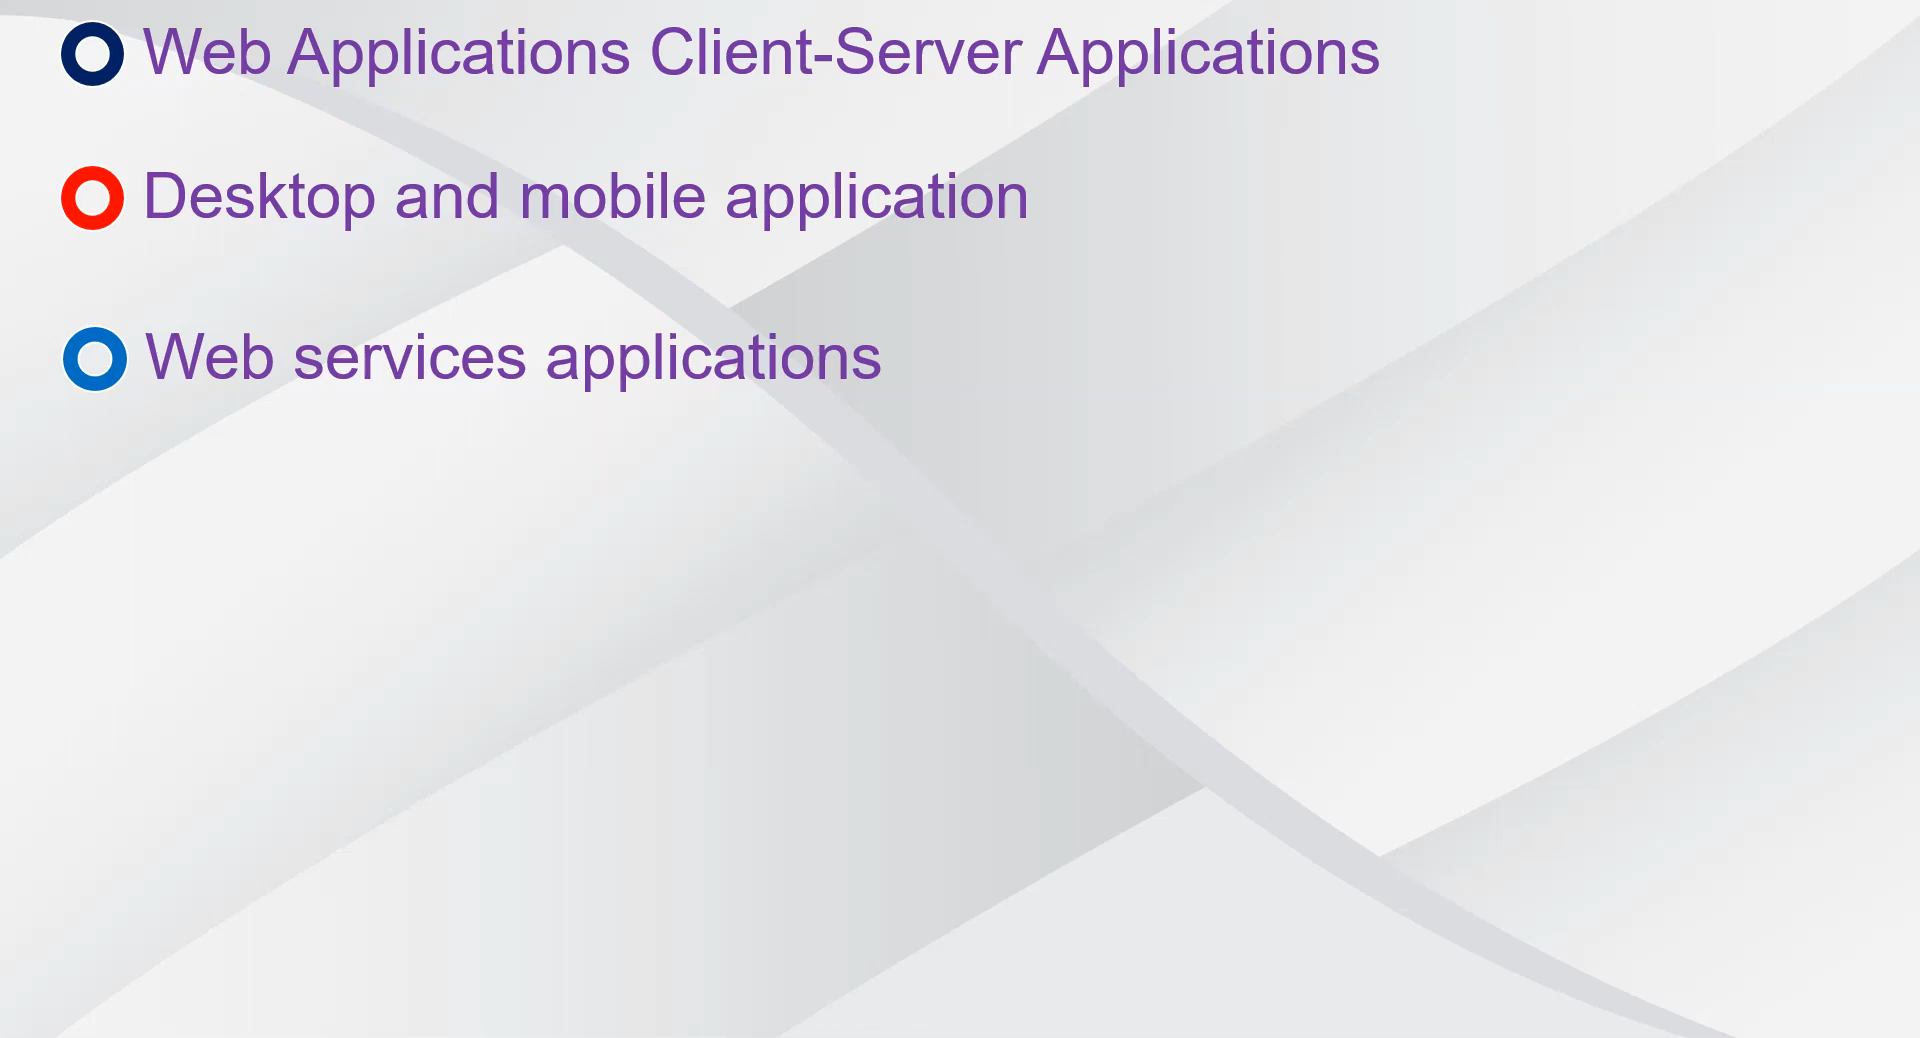 Web Applications Client-Server Applications
Desktop and mobile application
Web services applications